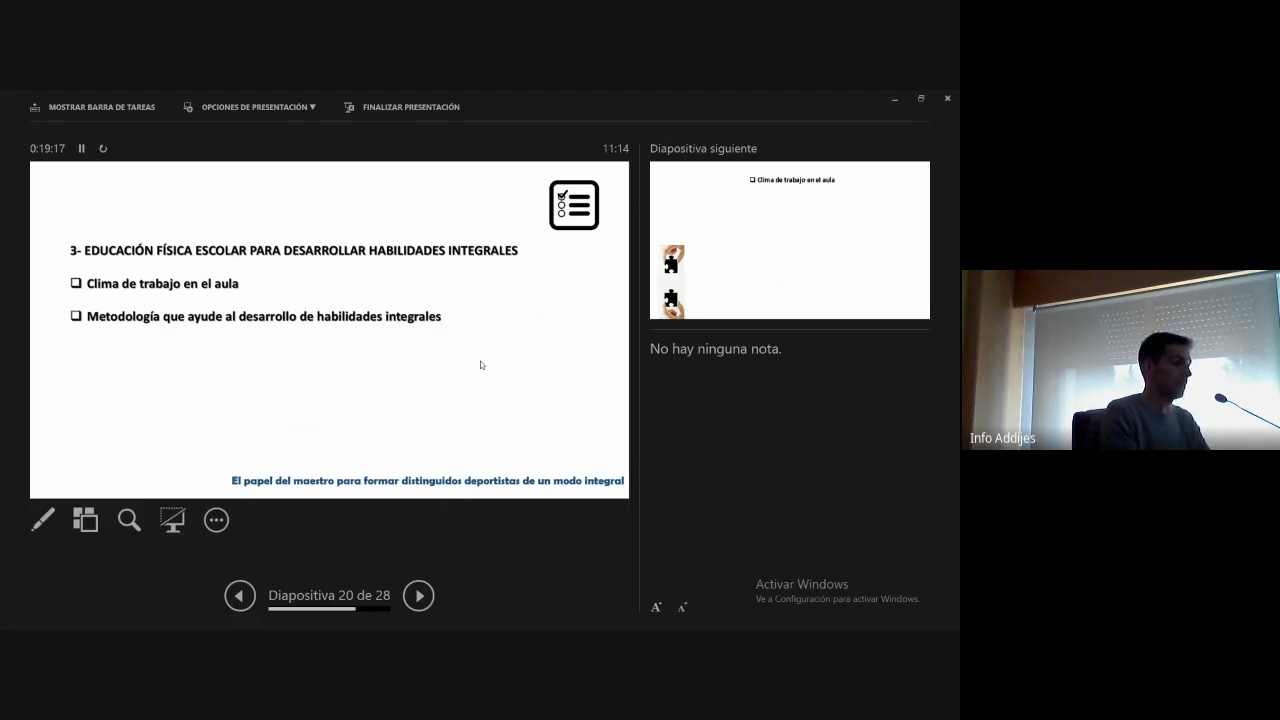 MOSTRAR BARRA DE TAREAS
OPCIONES DE PRESENTACIÓN ▼
FINALIZAR PRESENTACIÓN
0:19:17
11:14
3- EDUCACIÓN FÍSICA ESCOLAR PARA DESARROLLAR HABILIDADES INTEGRALES
❑ Clima de trabajo en el aula
❑ Metodología que ayude al desarrollo de habilidades integrales
El papel del maestro para formar distinguidos deportistas de un modo integral
Diapositiva 20 de 28
Diapositiva siguiente
❑ Clima de trabajo en el aula
No hay ninguna nota.
Activar Windows
Ve a Configuración para activar Windows.
A A
Info Addijes